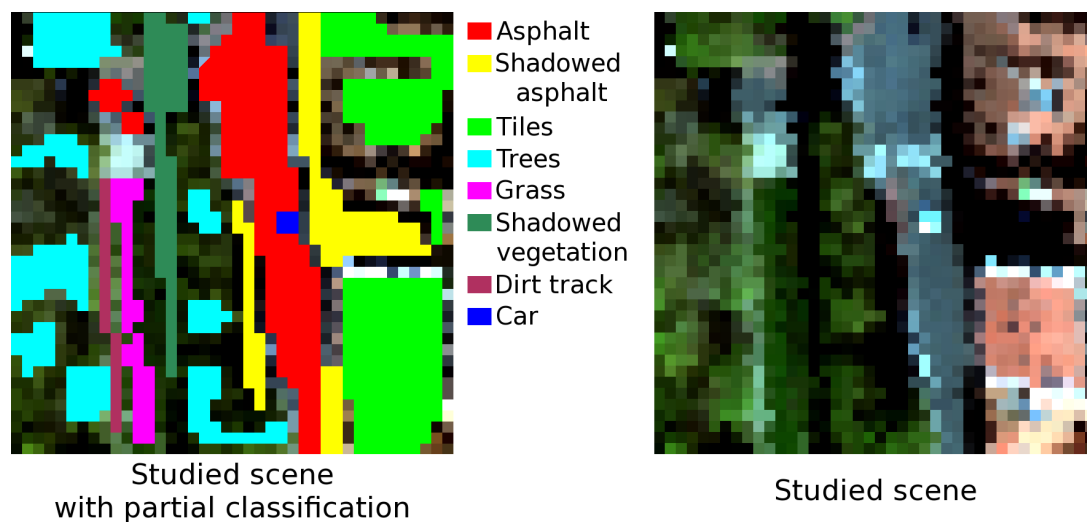 Asphalt
Shadowed
asphalt
Tiles
Trees
Grass
Shadowed
vegetation
Dirt track
Car
Studied scene
with partial classification
Studied scene